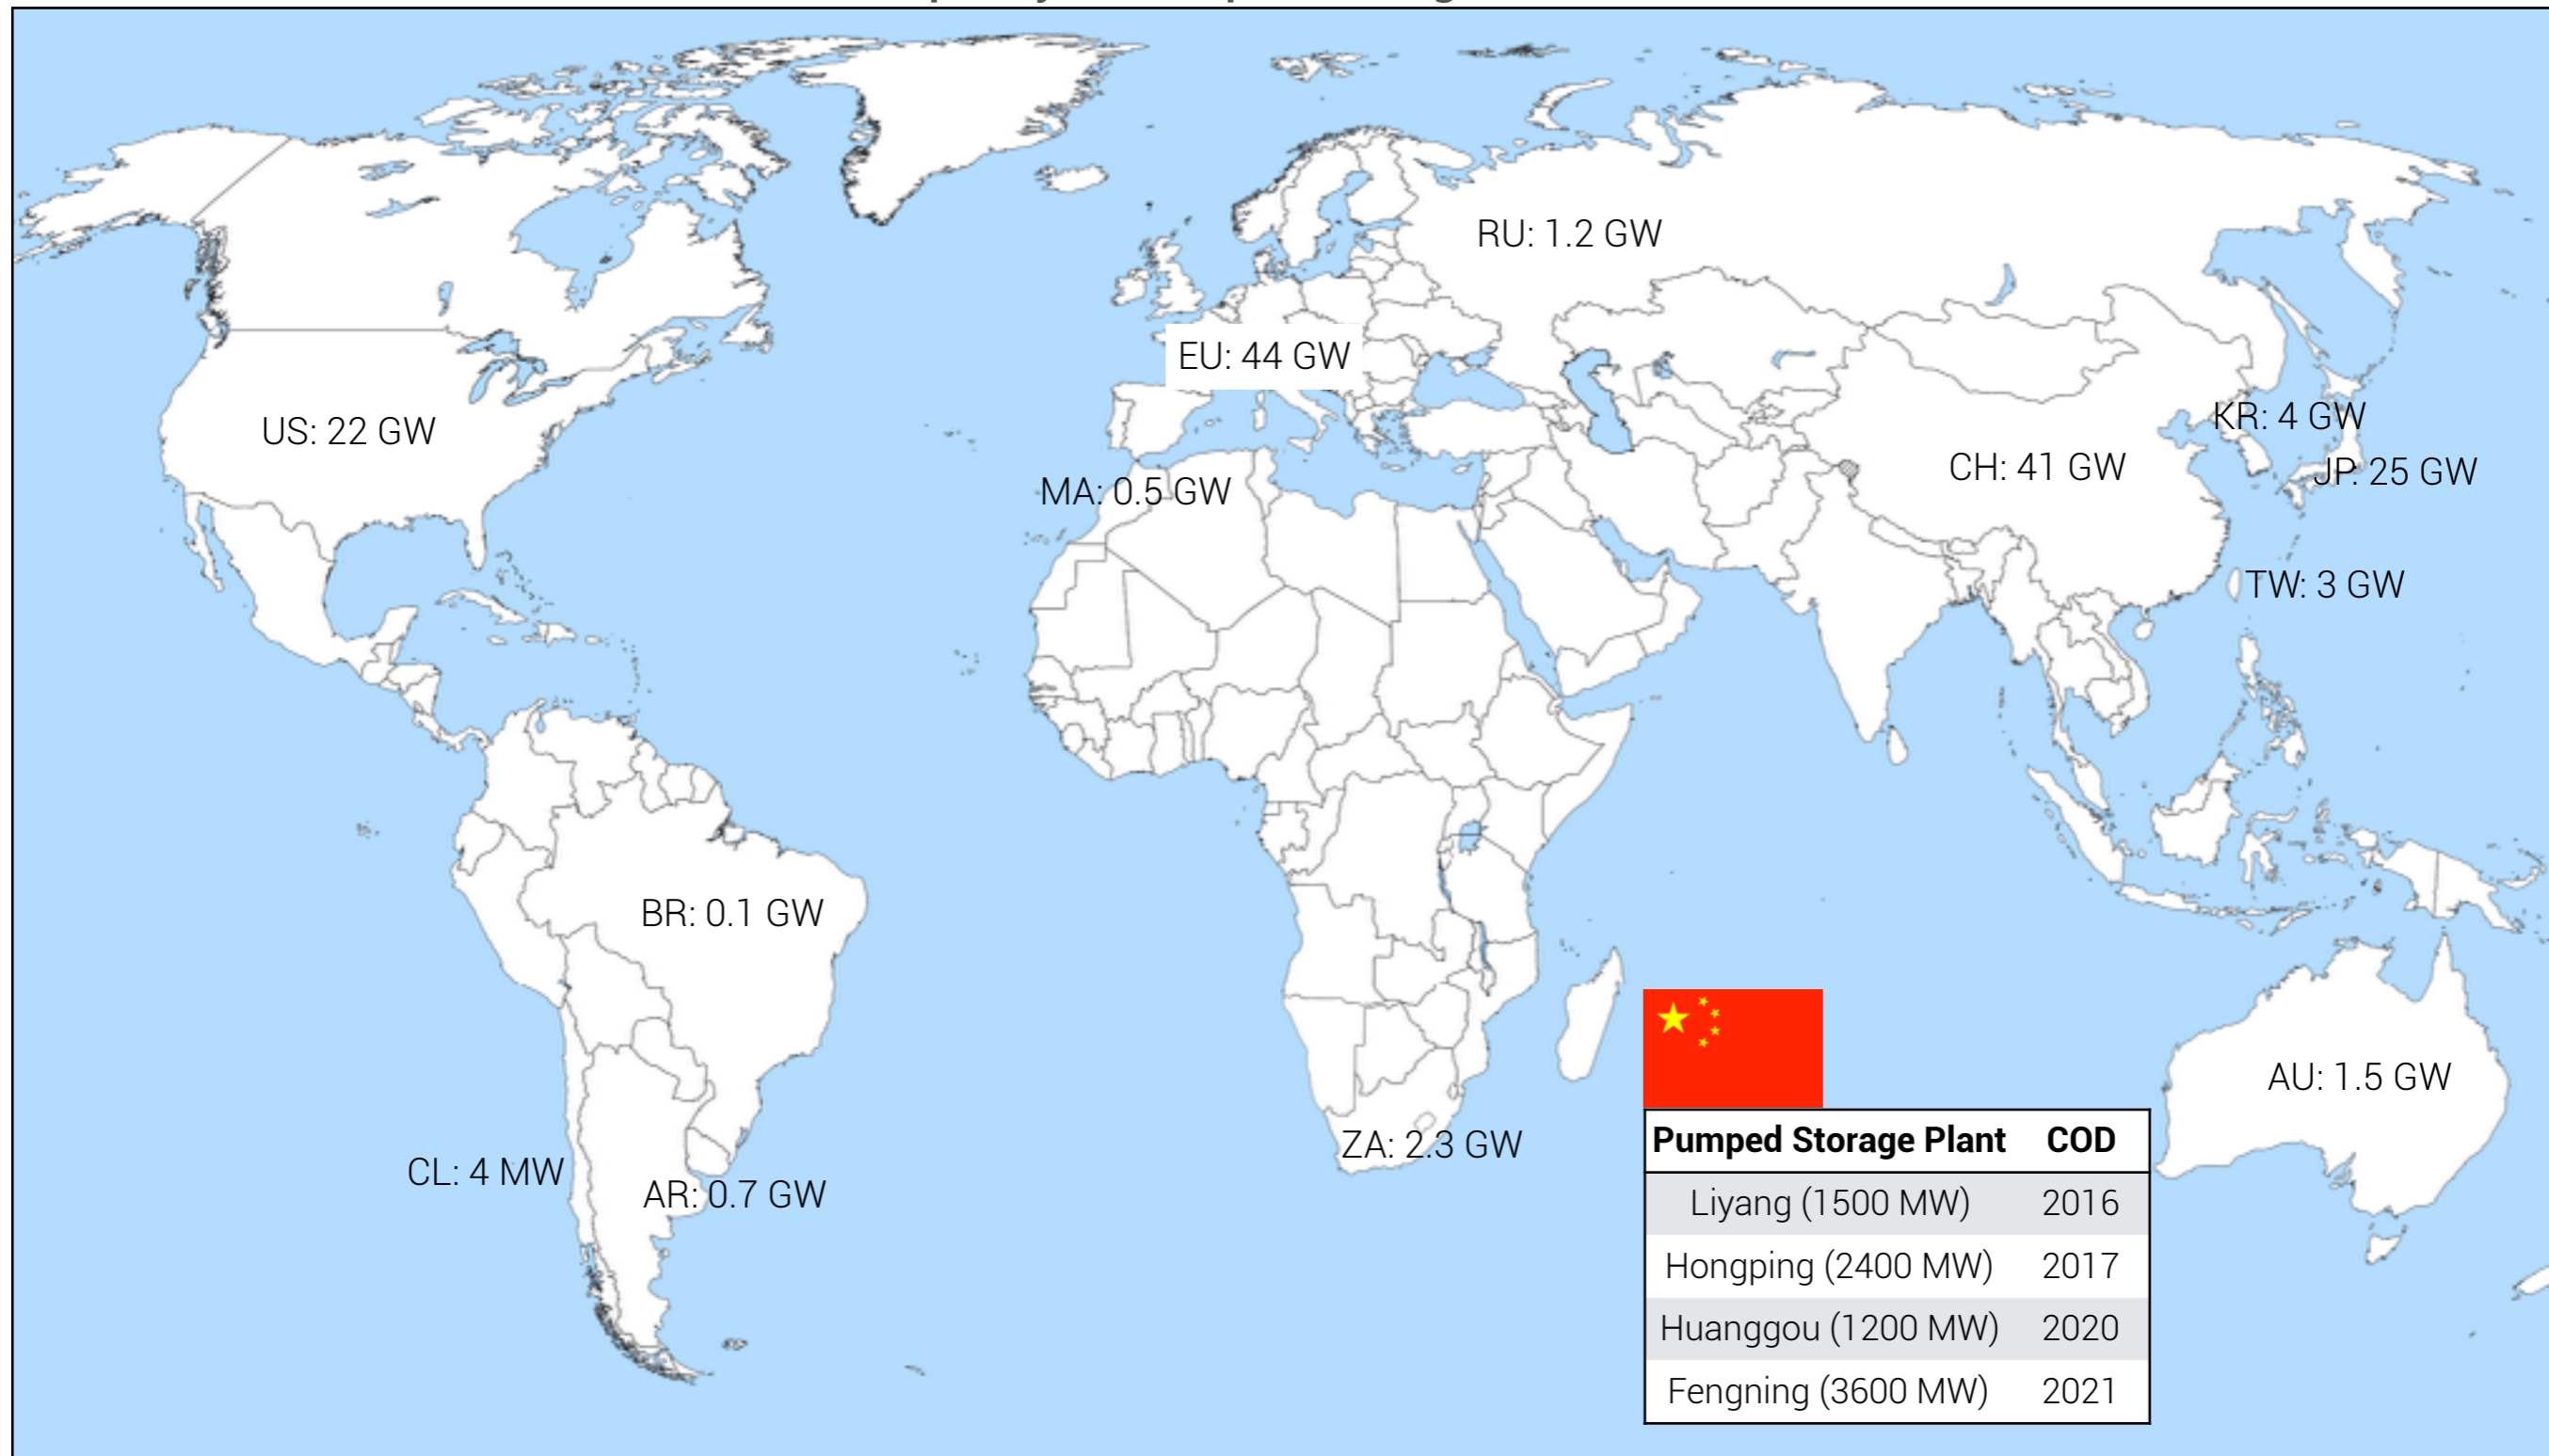 RU: 1.2 GW
EU: 44 GW
US: 22 GW
KR: 4 GW
CH: 41 GW
JP: 25 GW
MA: 0.5 GW
TW: 3 GW
BR: 0.1 GW
AU: 1.5 GW
ZA: 2.3 GW
CL: 4 MW
AR: 0.7 GW
Pumped Storage Plant COD
Liyang (1500 MW) 2016
Hongping (2400 MW) 2017
Huanggou (1200 MW) 2020
Fengning (3600 MW) 2021